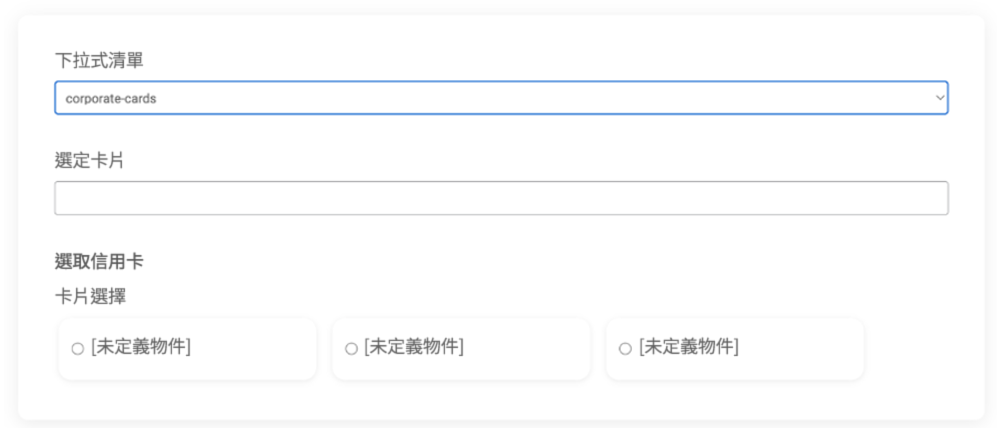 下拉式清單
corporate-cards
選定卡片
選取信用卡
卡片選擇
[未定義物件] [未定義物件] [未定義物件]